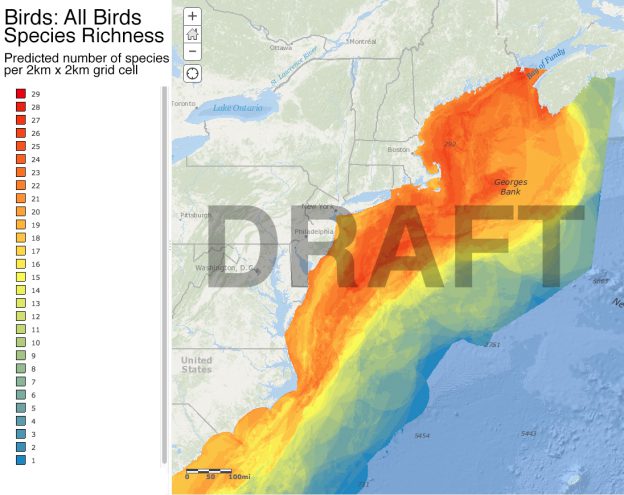 Birds: All Birds
Species Richness
Predicted number of species
per 2km x 2km grid cell
29
28
27
26
25
24
23
22
21
20
19
18
17
16
15
14
13
12
11
10
9
8
7
6
5
4
3
2
1
+
−
Ottawa
Montréal
St. Lawrence River
Bay of Fundy
Toronto
Lake Ontario
Boston
Georges
Bank
New York
Pittsburgh
Philadelphia
DRAFT
Washington, D.C.
United
States
2761
5454
5443
0 50 100mi